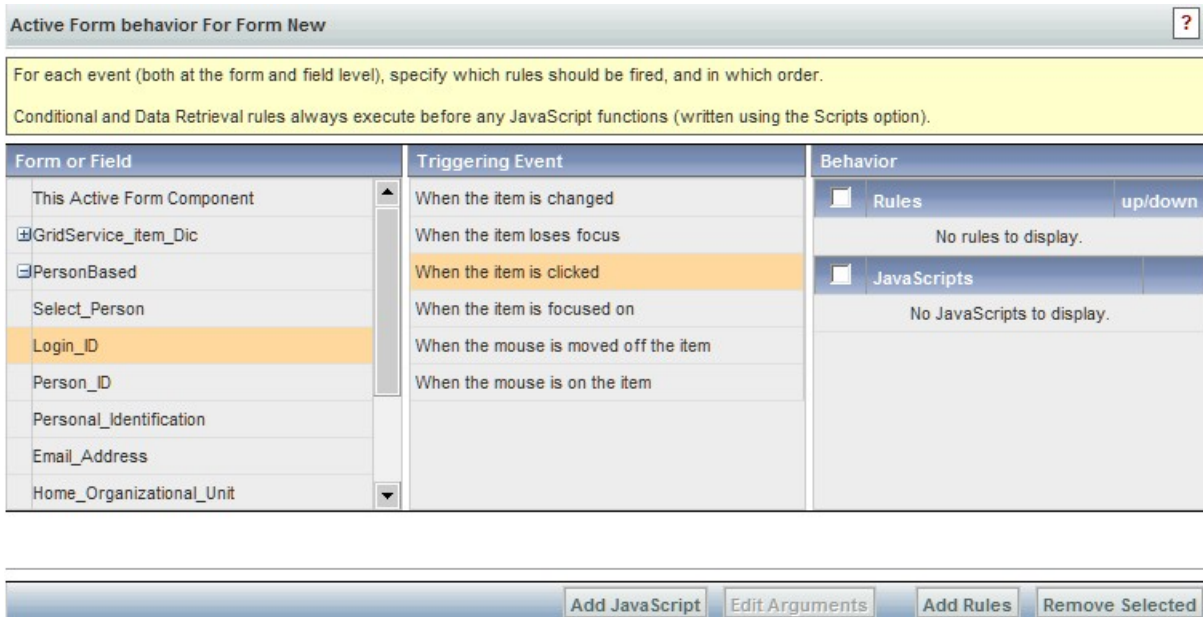 Active Form behavior For Form New
?
For each event (both at the form and field level), specify which rules should be fired, and in which order.
Conditional and Data Retrieval rules always execute before any JavaScript functions (written using the Scripts option).
Form or Field
This Active Form Component
GridService_item_Dic
PersonBased
Select_Person
Login_ID
Person_ID
Personal_Identification
Email_Address
Home_Organizational_Unit
Triggering Event
When the item is changed
When the item loses focus
When the item is clicked
When the item is focused on
When the mouse is moved off the item
When the mouse is on the item
Behavior
Rules up/down
No rules to display.
JavaScripts
No JavaScripts to display.
Add JavaScript Edit Arguments Add Rules Remove Selected